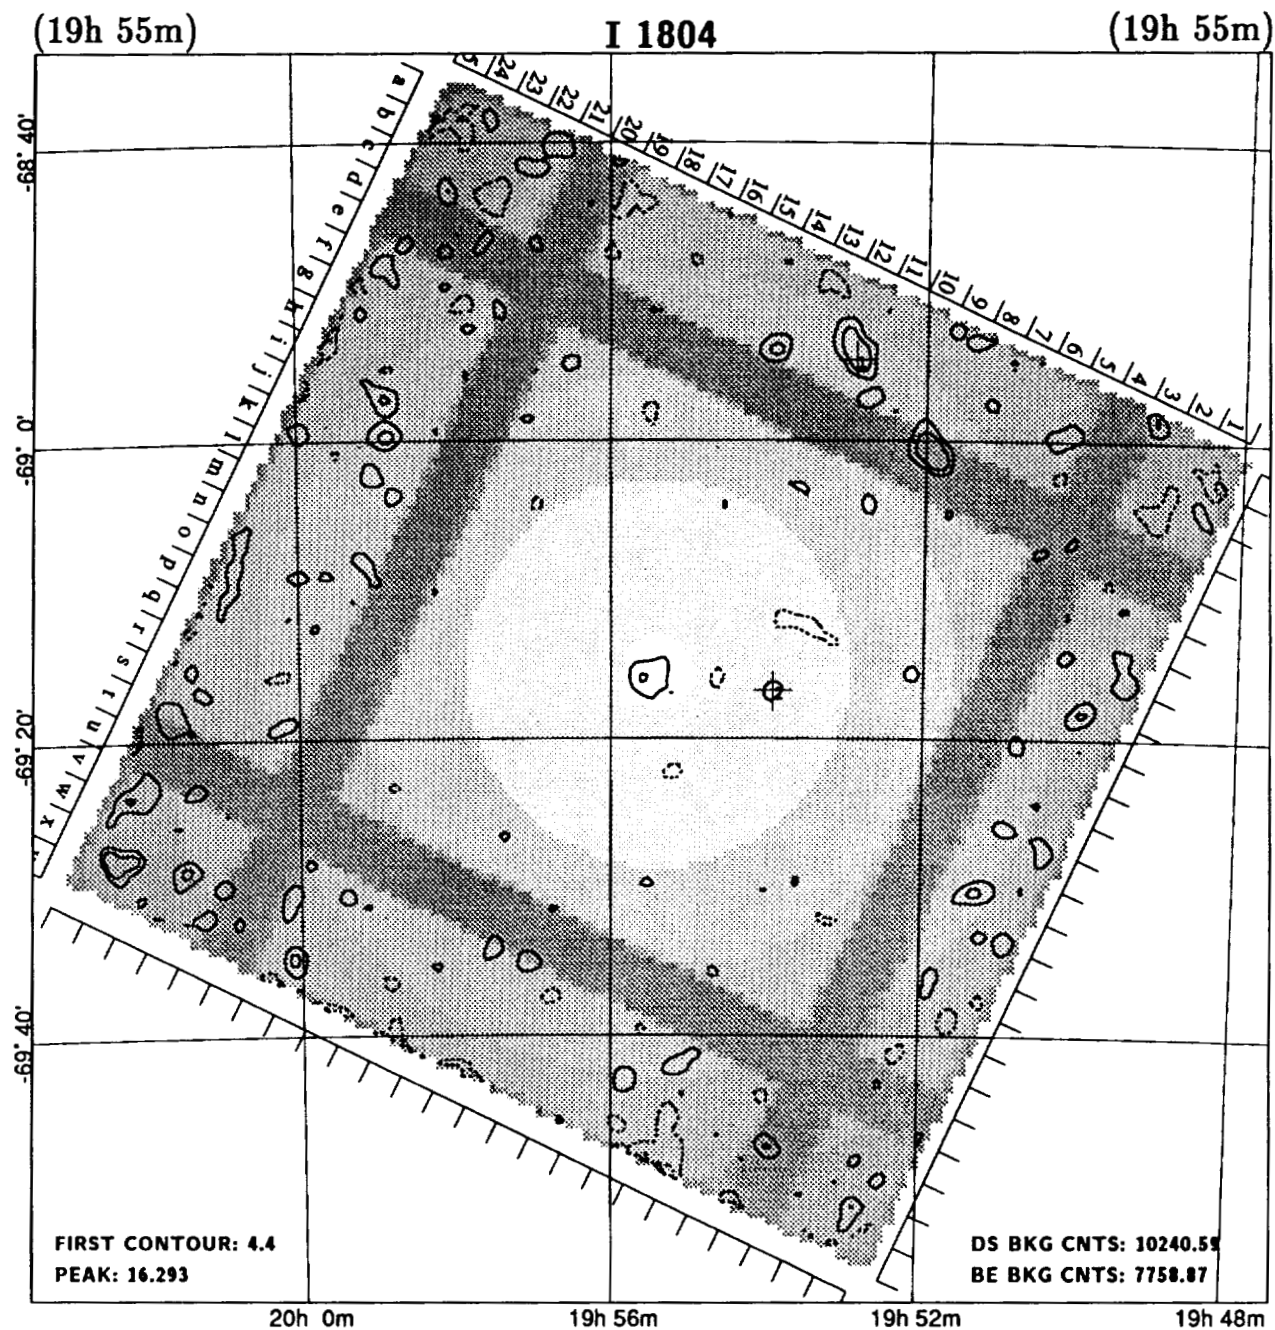 (19h 55m) I 1804 (19h 55m)
24 23 22 21 20 19 18 17 16 15 14 13 12 11 10 9 8 7 6 5 4 3 2 1
a b c d e f g h i j k l m n o p q r s t u v w x
-68° 40'
-69° 0'
-69° 20'
-69° 40'
1
2
FIRST CONTOUR: 4.4
PEAK: 16.293
DS BKG CNTS: 10240.59
BE BKG CNTS: 7758.87
20h 0m 19h 56m 19h 52m 19h 48m